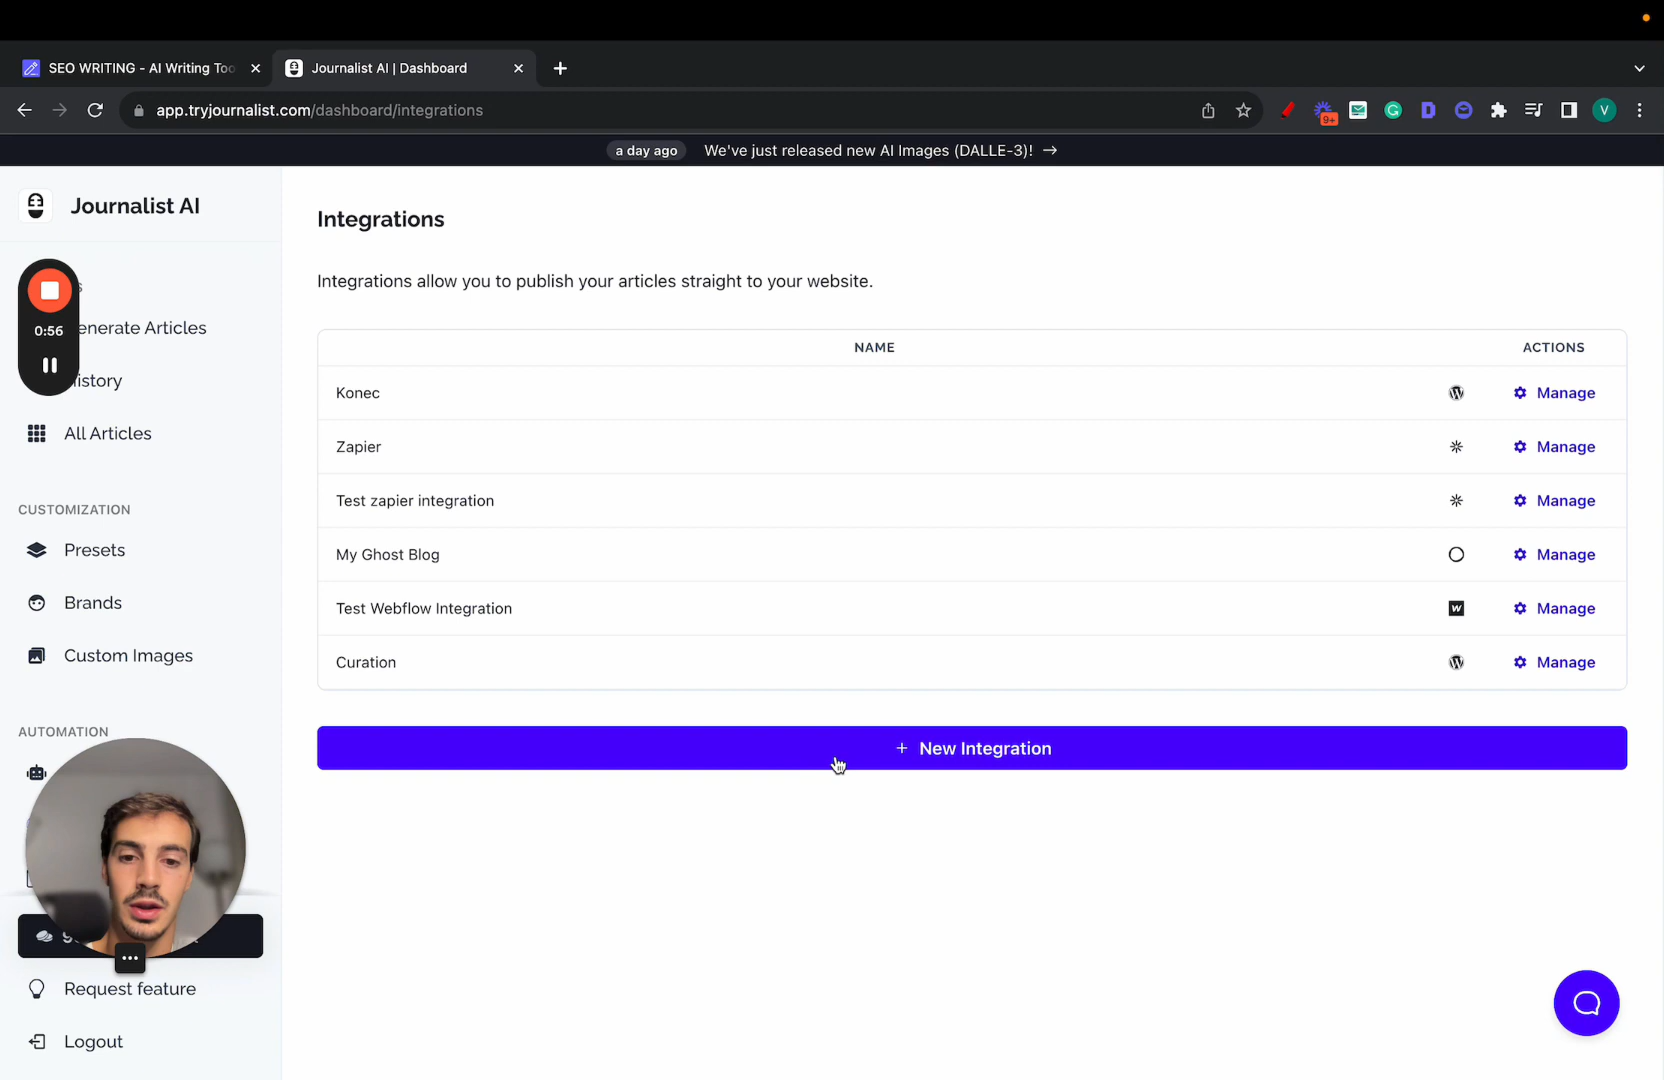 SEO WRITING - AI Writing Too
Journalist AI | Dashboard
app.tryjournalist.com/dashboard/integrations
9+
V
a day ago We've just released new AI Images (DALLE-3)! →
Journalist AI
0:56
enerate Articles
istory
All Articles
CUSTOMIZATION
Presets
Brands
Custom Images
AUTOMATION
Request feature
Logout
Integrations
Integrations allow you to publish your articles straight to your website.
NAME ACTIONS
Konec Manage
Zapier Manage
Test zapier integration Manage
My Ghost Blog Manage
Test Webflow Integration Manage
Curation Manage
+ New Integration